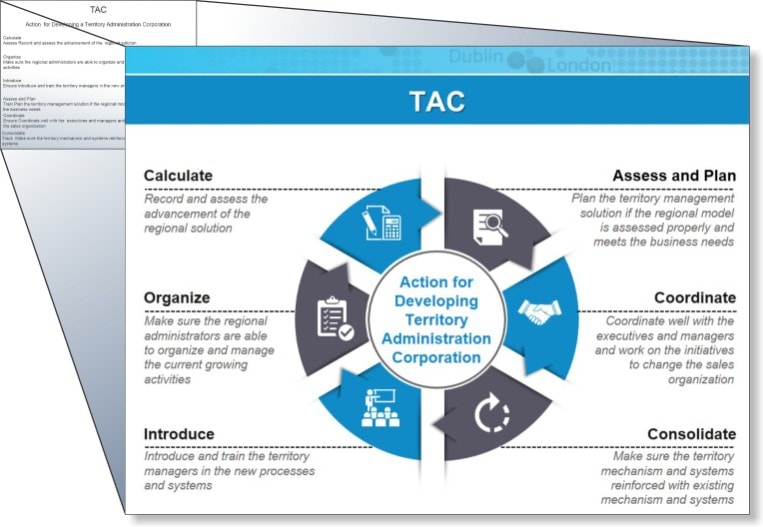 TAC
Action for Developing a Territory Administration Corporation
Calculate
Assess Record and assess the advancement of the regional solution
Organize
Make sure the regional administrators are able to organize and
activities
Introduce
Ensure introduce and train the territory managers in the new
Assess and Plan
Train Plan the territory management solution if the regional
the business needs
Coordinate
Ensure Coordinate well with the executives and managers and
the sales organization
Consolidate
Track Make sure the territory mechanism and systems
systems
Dublin
London
TAC
Calculate
Record and assess the
advancement of the
regional solution
Organize
Make sure the regional
administrators are able
to organize and manage
the current growing
activities
Introduce
Introduce and train the territory
managers in the new processes
and systems
Action for
Developing
Territory
Administration
Corporation
Assess and Plan
Plan the territory management
solution if the regional model
is assessed properly and
meets the business needs
Coordinate
Coordinate well with the
executives and managers
and work on the initiatives
to change the sales
organization
Consolidate
Make sure the territory
mechanism and systems
reinforced with existing
mechanism and systems